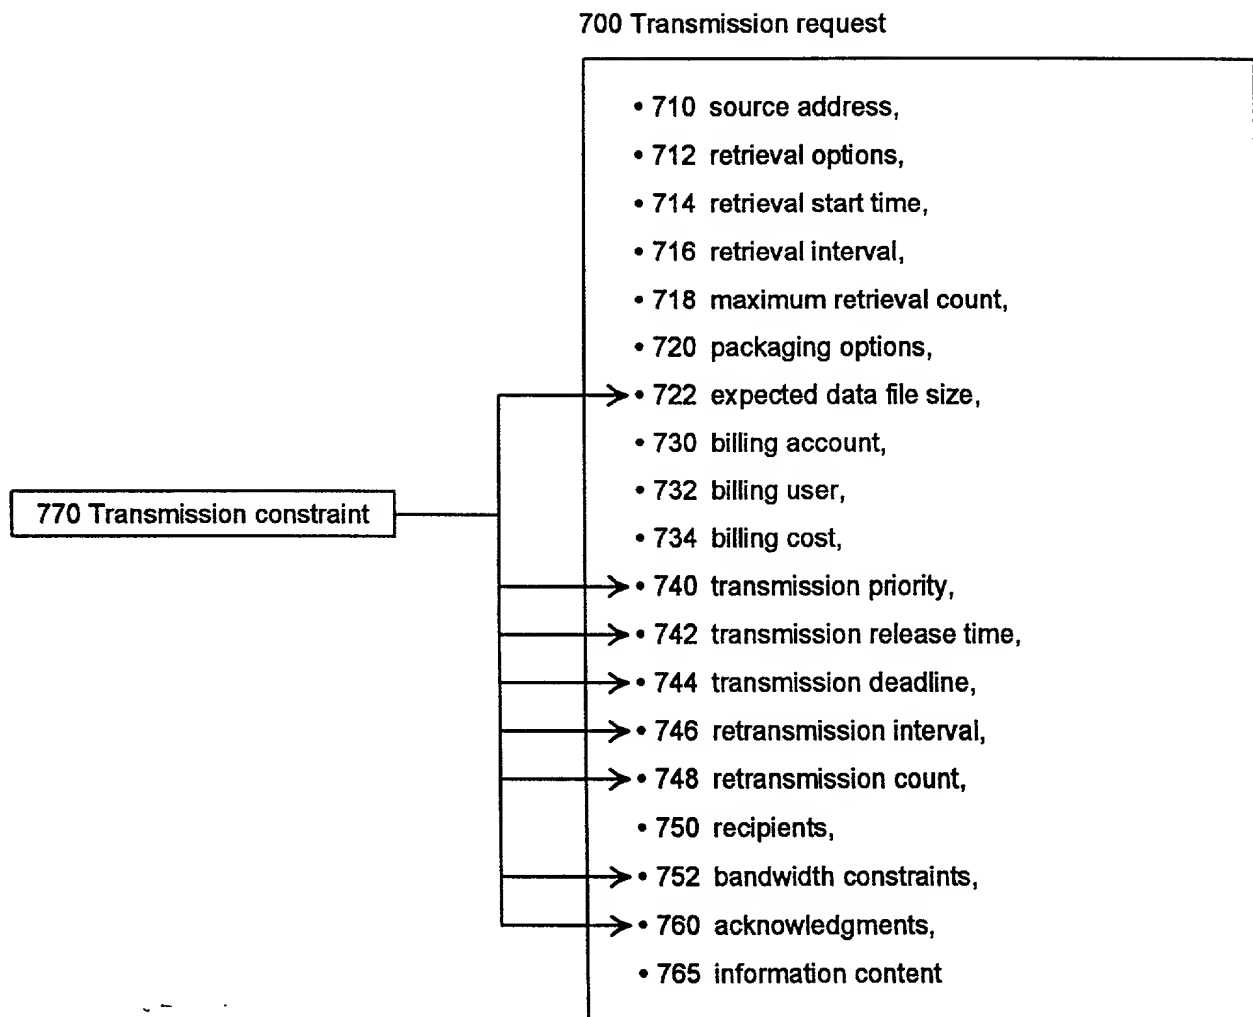 700 Transmission request
• 710 source address,
• 712 retrieval options,
• 714 retrieval start time,
• 716 retrieval interval,
• 718 maximum retrieval count,
• 720 packaging options,
• 722 expected data file size,
• 730 billing account,
• 732 billing user,
770 Transmission constraint
• 734 billing cost,
• 740 transmission priority,
• 742 transmission release time,
• 744 transmission deadline,
• 746 retransmission interval,
• 748 retransmission count,
• 750 recipients,
• 752 bandwidth constraints,
• 760 acknowledgments,
• 765 information content